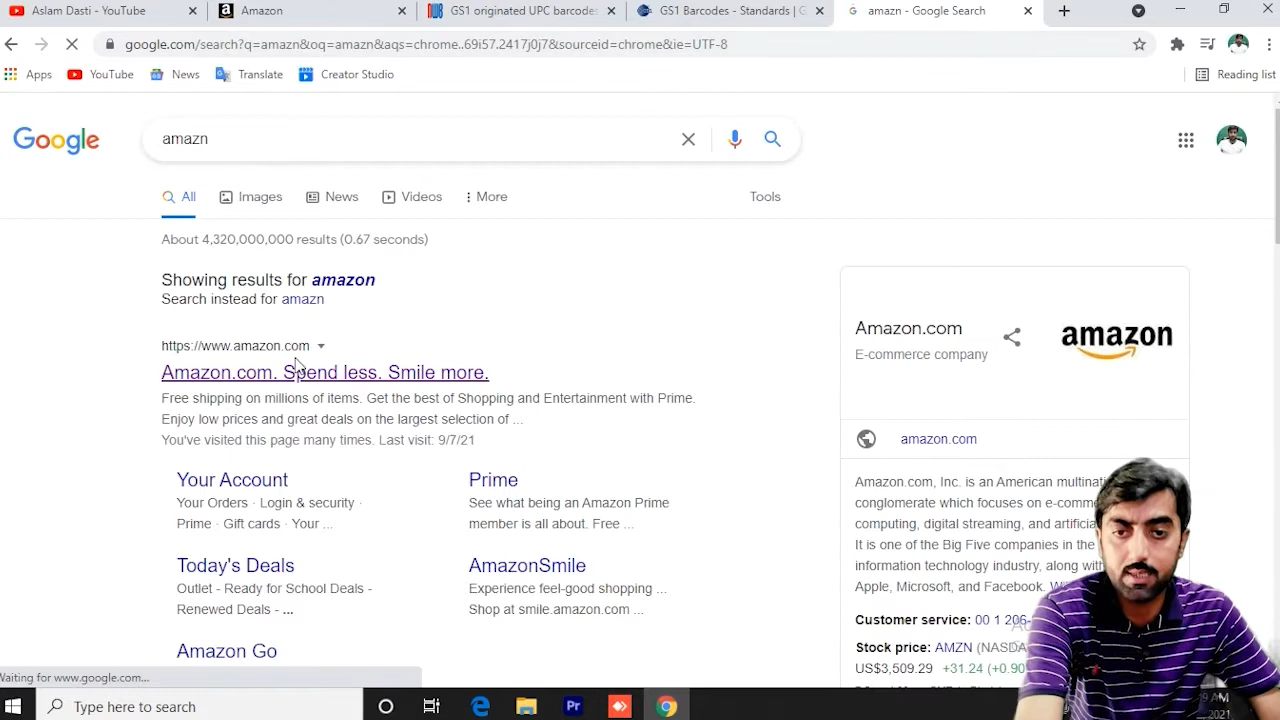 Aslam Dasti - YouTube
Amazon
GS1 originated UPC barcodes
GS1 Barcodes - Standards | G
amazn - Google Search
google.com/search?q=amazn&oq=amazn&aqs=chrome..69i57.2417j0j7&sourceid=chrome&ie=UTF-8
Apps
YouTube
News
Translate
Creator Studio
Reading list
Google
amazn
All
Images
News
Videos
More
Tools
About 4,320,000,000 results (0.67 seconds)
Showing results for amazon
Search instead for amazn
https://www.amazon.com
Amazon.com. Spend less. Smile more.
Free shipping on millions of items. Get the best of Shopping and Entertainment with Prime.
Enjoy low prices and great deals on the largest selection of ...
You've visited this page many times. Last visit: 9/7/21
Your Account
Your Orders · Login & security ·
Prime · Gift cards · Your ...
Prime
See what being an Amazon Prime
member is all about. Free ...
Today's Deals
Outlet - Ready for School Deals -
Renewed Deals - ...
AmazonSmile
Experience feel-good shopping ...
Shop at smile.amazon.com ...
Amazon Go
Amazon.com
E-commerce company
amazon
amazon.com
Amazon.com, Inc. is an American
conglomerate which focuses on
computing, digital streaming, and
It is one of the Big Five companies in the
information technology industry, along with
Apple, Microsoft, and Facebook.
Customer service: 00 1 206-
Stock price: AMZN (NASDA
US$3,509.29 +31.24 (+0.90
Waiting for www.google.com...
Type here to search
Pr